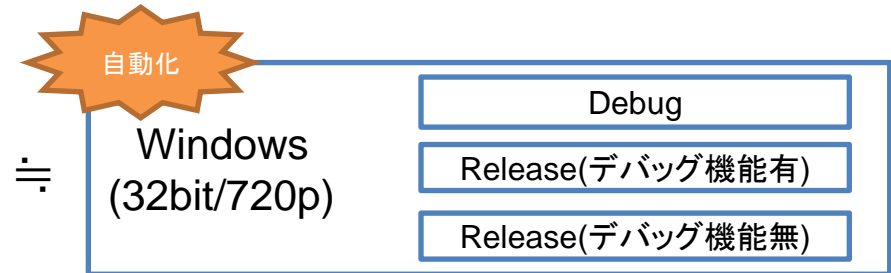 自動化
Debug
Windows
(32bit/720p)
≒
Release(デバッグ機能有)
Release(デバッグ機能無)